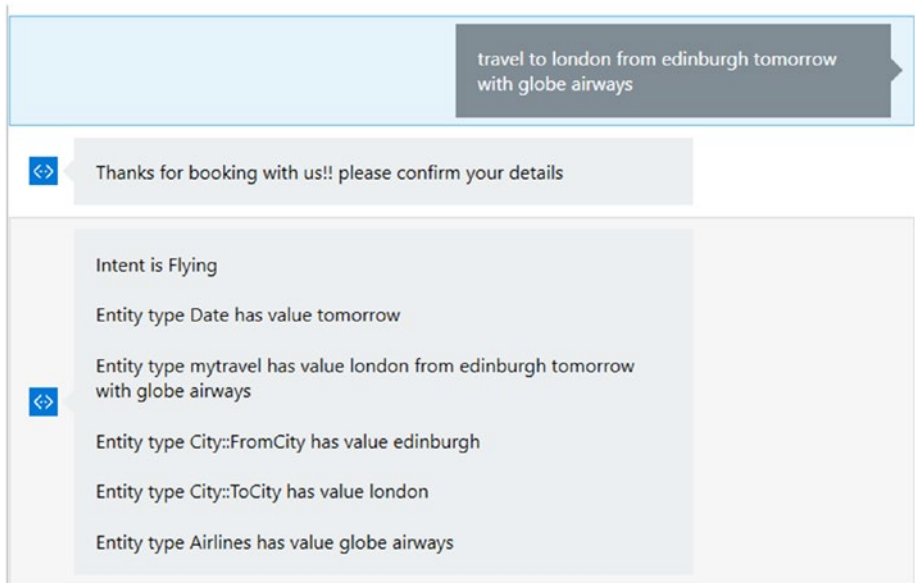 travel to london from edinburgh tomorrow
with globe airways
Thanks for booking with us!! please confirm your details
Intent is Flying
Entity type Date has value tomorrow
Entity type mytravel has value london from edinburgh tomorrow
with globe airways
Entity type City::FromCity has value edinburgh
Entity type City::ToCity has value london
Entity type Airlines has value globe airways